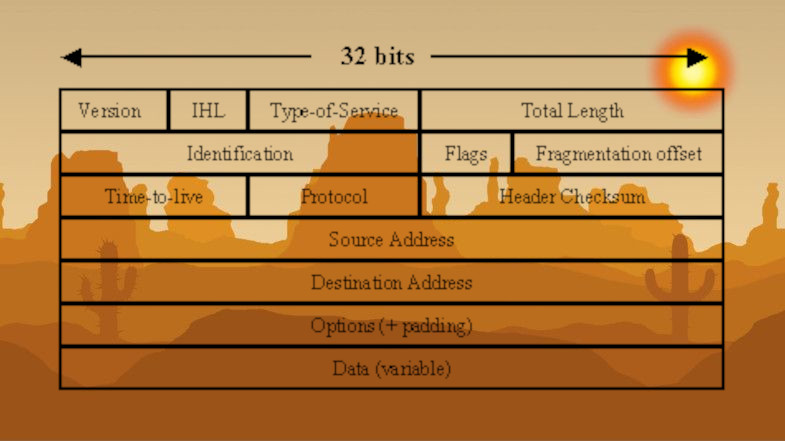 32 bits
Version IHL Type-of-Service Total Length
Identification Flags Fragmentation offset
Time-to-live Protocol Header Checksum
Source Address
Destination Address
Options (+ padding)
Data (variable)